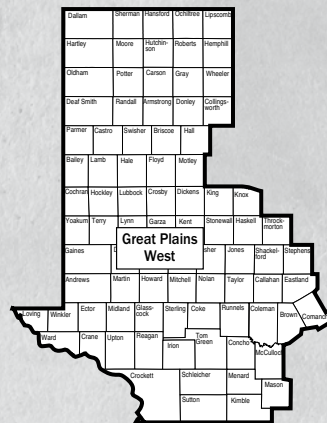 Dallam Sherman Hansford Ochiltree Lipscomb
Hartley Moore Hutchin-
son Roberts Hemphill
Oldham Potter Carson Gray Wheeler
Deaf Smith Randall Armstrong Donley Collings-
worth
Parmer Castro Swisher Briscoe Hall
Bailey Lamb Hale Floyd Motley
Cochran Hockley Lubbock Crosby Dickens King Knox
Yoakum Terry Lynn Garza Kent Stonewall Haskell Throck-
morton
Great Plains
West
Gaines D sher Jones Shackel-
ford Stephens
Andrews Martin Howard Mitchell Nolan Taylor Callahan Eastland
Loving Winkler Ector Midland Glass-
cock Sterling Coke Runnels Coleman Brown Comanche
Ward Crane Upton Reagan Irion Tom
Green Concho McCulloch
Crockett Schleicher Menard Mason
Sutton Kimble